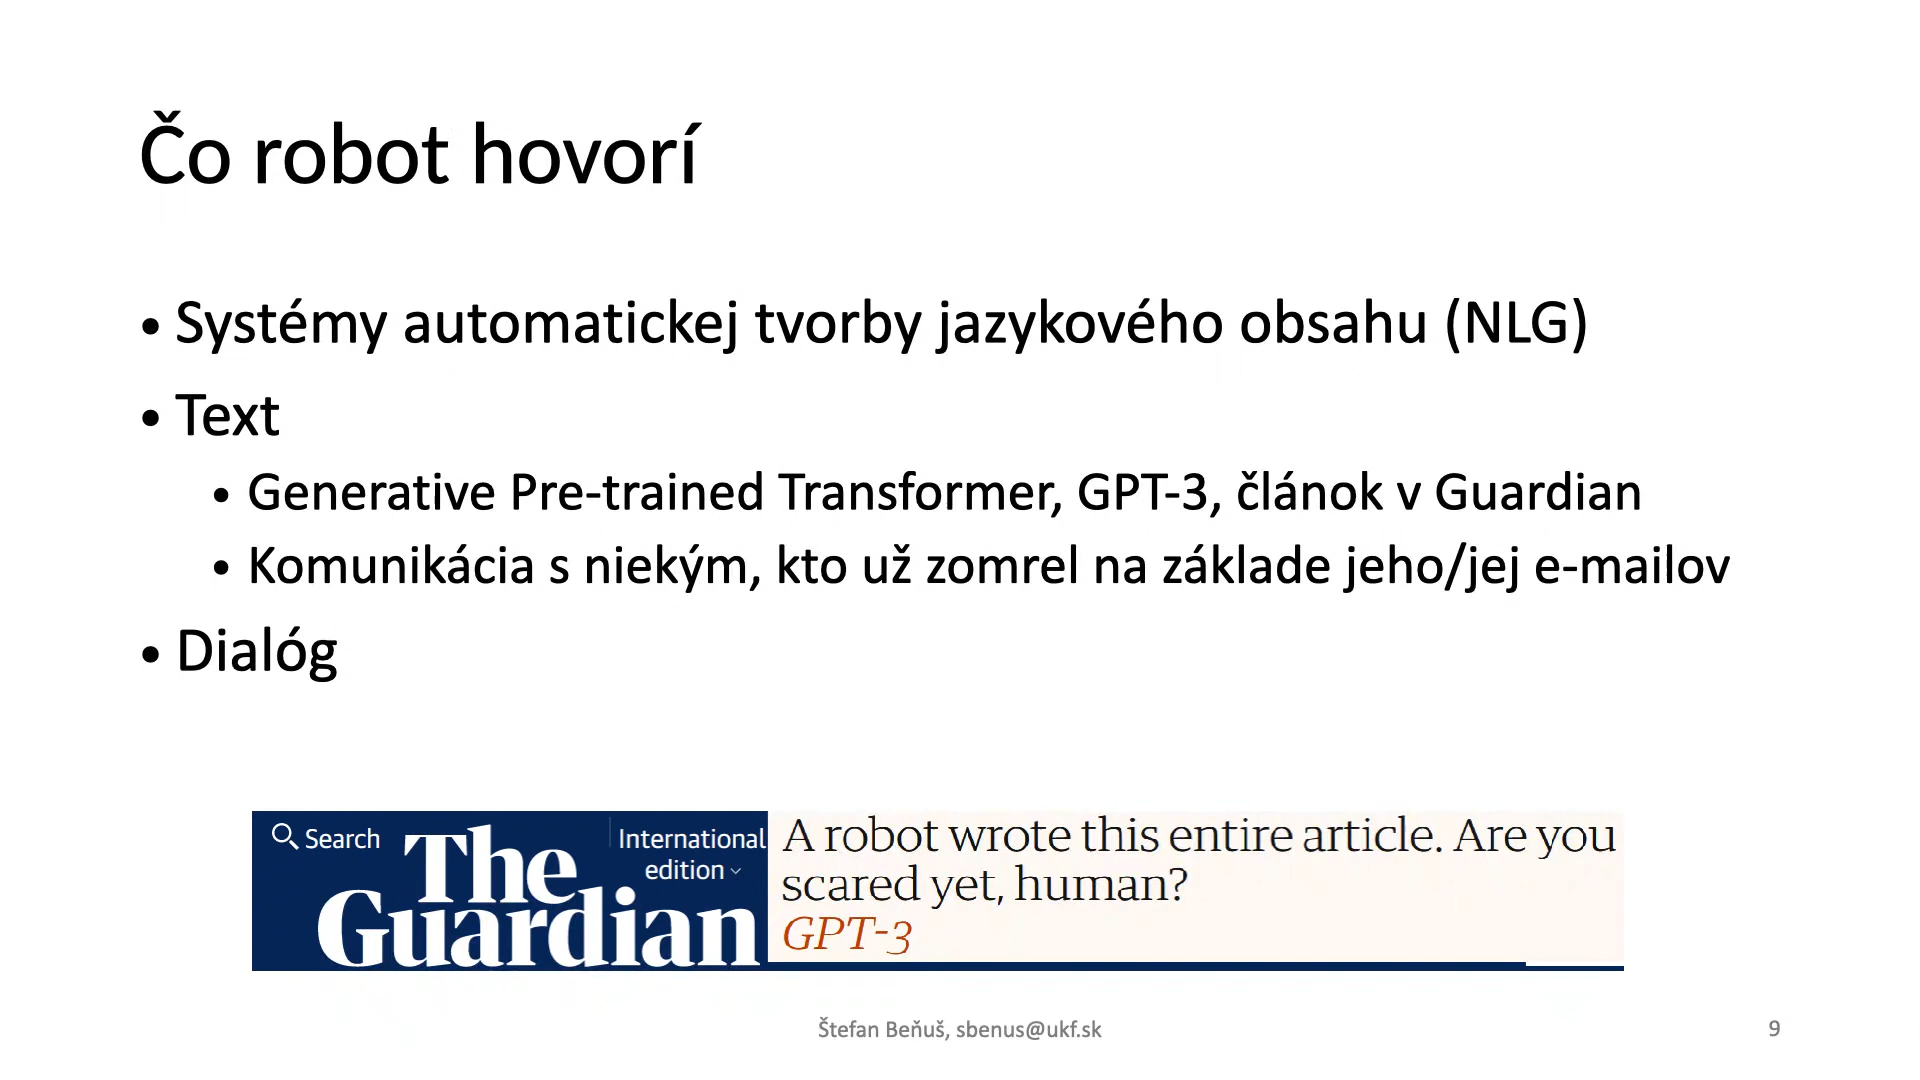 Čo robot hovorí
• Systémy automatickej tvorby jazykového obsahu (NLG)
• Text
• Generative Pre-trained Transformer, GPT-3, článok v Guardian
• Komunikácia s niekým, kto už zomrel na základe jeho/jej e-mailov
• Dialóg
Search
The
Guardian
International
edition
A robot wrote this entire article. Are you
scared yet, human?
GPT-3
Štefan Beňuš, sbenus@ukf.sk
9